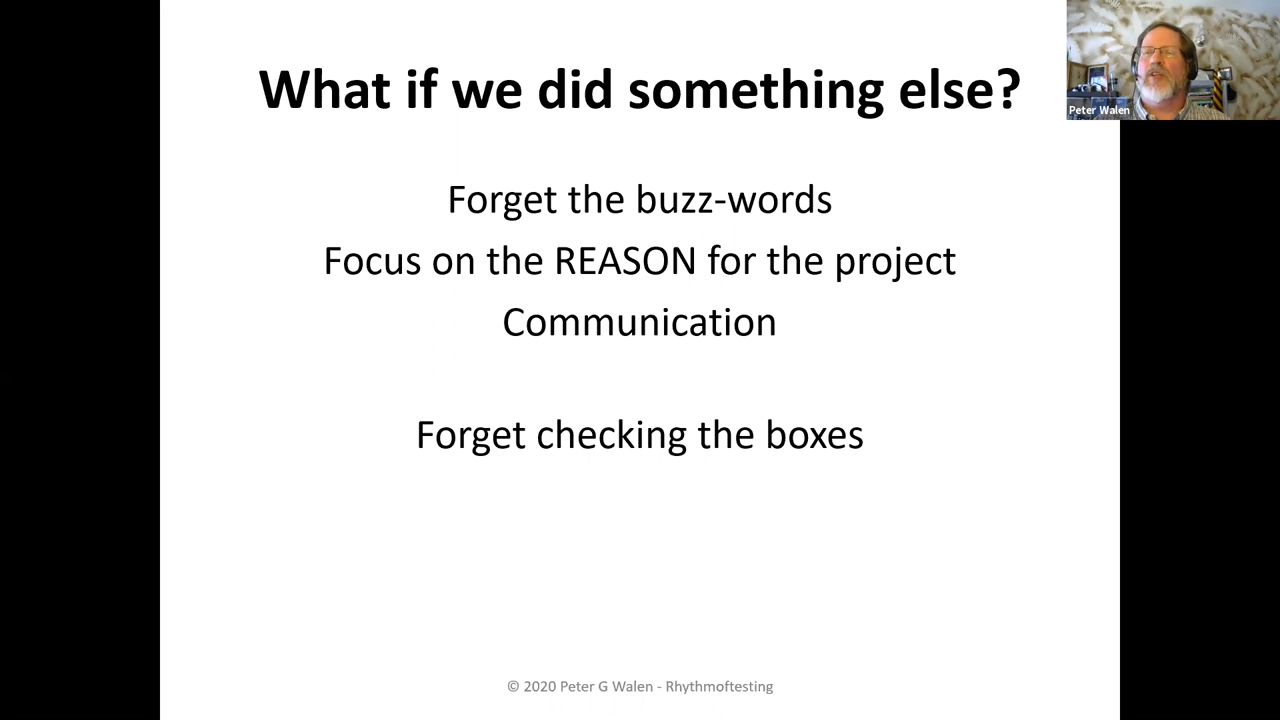 What if we did something else?
Peter Walen
Forget the buzz-words
Focus on the REASON for the project
Communication
Forget checking the boxes
© 2020 Peter G Walen - Rhythmoftesting